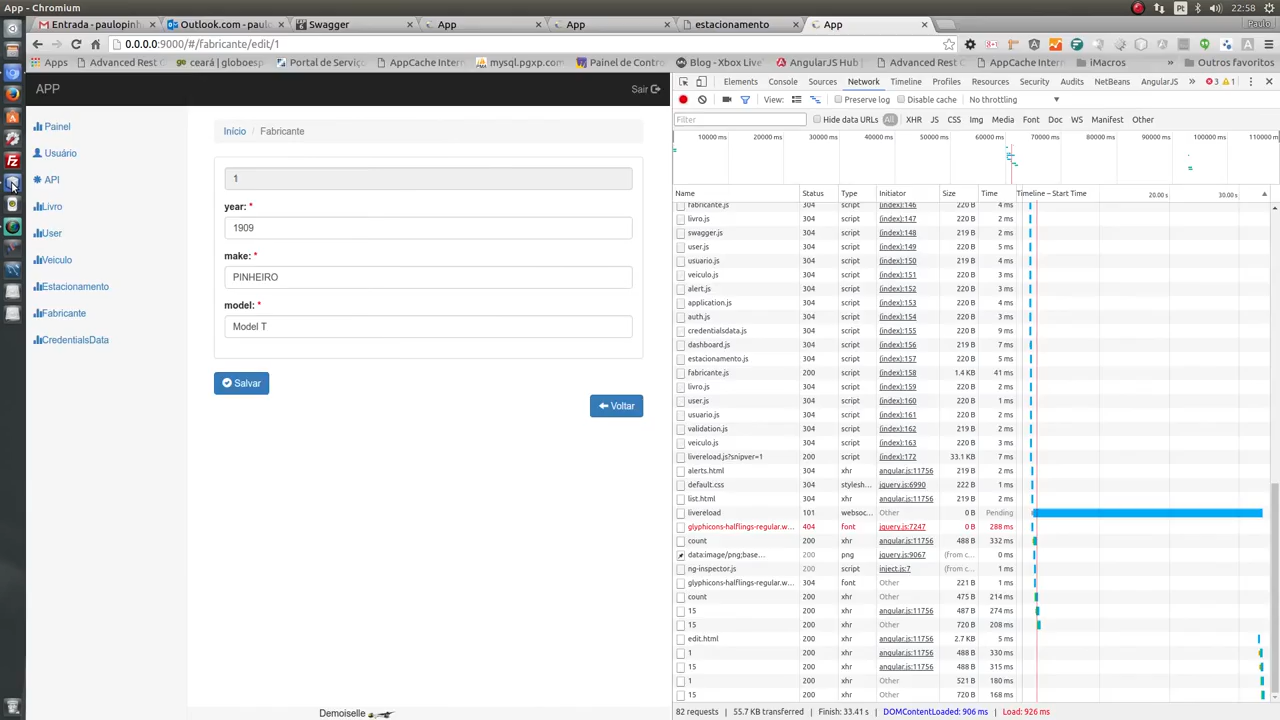 App - Chromium
Pt
22:58
Entrada - paulopinh
Outlook.com - paulop
Swagger
App
App
estacionamento
App
Paulo
0.0.0.0:9000/#/fabricante/edit/1
Apps
Advanced Rest C
ceará | globoesp
Portal de Serviç
AppCache Intern
mysql.pgxp.com
Painel de Control
Xbox Live
AngularJS
Advanced Rest C
AppCache Intern
iMacros
Outros favoritos
APP
Sair
Painel
Usuário
API
Livro
User
Veiculo
Estacionamento
Fabricante
CredentialsData
Início / Fabricante
1
year: *
1909
make: *
PINHEIRO
model: *
Model T
Salvar
Voltar
Demoiselle
Elements Console Sources Network Timeline Profiles Resources Security Audits NetBeans AngularJS » 3 1
View: Preserve log Disable cache No throttling
Filter Hide data URLs All XHR JS CSS Img Media Font Doc WS Manifest Other
10000 ms 20000 ms 30000 ms 40000 ms 50000 ms 60000 ms 70000 ms 80000 ms 90000 ms 100000 ms 11000
Name Status Type Initiator Size Time Timeline – Start Time 20.00 s 30.00 s
fabricante.js 304 script (index):146 220 B 4 ms
livro.js 304 script (index):147 220 B 2 ms
swagger.js 304 script (index):148 219 B 2 ms
user.js 304 script (index):149 220 B 5 ms
usuario.js 304 script (index):150 220 B 4 ms
veiculo.js 304 script (index):151 220 B 3 ms
alert.js 304 script (index):152 219 B 2 ms
application.js 304 script (index):153 220 B 4 ms
auth.js 304 script (index):154 220 B 3 ms
credentialsdata.js 304 script (index):155 220 B 9 ms
dashboard.js 304 script (index):156 219 B 7 ms
estacionamento.js 304 script (index):157 220 B 5 ms
fabricante.js 200 script (index):158 1.4 KB 41 ms
livro.js 304 script (index):159 220 B 2 ms
user.js 304 script (index):160 220 B 1 ms
usuario.js 304 script (index):161 220 B 2 ms
validation.js 304 script (index):162 220 B 2 ms
veiculo.js 304 script (index):163 220 B 3 ms
livereload.js?snipver=1 200 script (index):172 33.1 KB 7 ms
alerts.html 304 xhr angular.js:11756 219 B 2 ms
default.css 304 stylesh... jquery.js:6990 222 B 1 ms
list.html 304 xhr angular.js:11756 219 B 2 ms
livereload 101 websoc... Other 0 B Pending
glyphicons-halflings-regular.w... 404 font jquery.js:7247 0 B 288 ms
count 200 xhr angular.js:11756 488 B 332 ms
data:image/png;base... 200 png jquery.js:9067 (from c... 0 ms
ng-inspector.js 200 script inject.js:7 (from c... 1 ms
glyphicons-halflings-regular.w... 304 font Other 221 B 1 ms
count 200 xhr Other 475 B 214 ms
15 200 xhr angular.js:11756 487 B 274 ms
15 200 xhr Other 720 B 208 ms
edit.html 200 xhr angular.js:11756 2.7 KB 5 ms
1 200 xhr angular.js:11756 488 B 330 ms
15 200 xhr angular.js:11756 488 B 315 ms
1 200 xhr Other 521 B 180 ms
15 200 xhr Other 720 B 168 ms
82 requests | 55.7 KB transferred | Finish: 33.41 s | DOMContentLoaded: 906 ms | Load: 926 ms